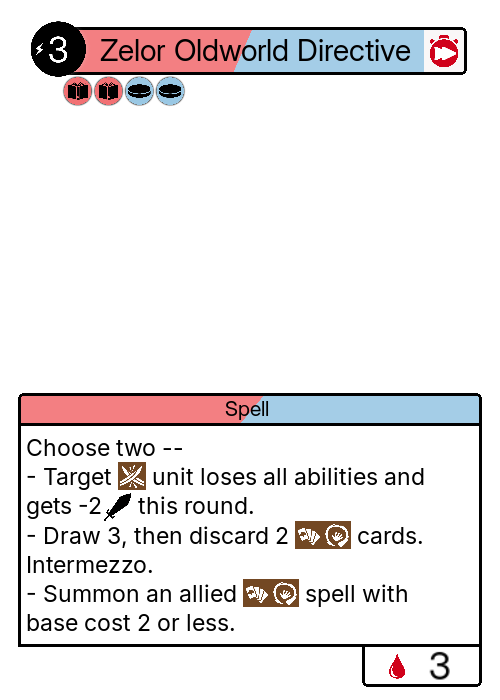 3 Zelor Oldworld Directive
Spell
Choose two --
- Target unit loses all abilities and
gets -2 this round.
- Draw 3, then discard 2 cards.
Intermezzo.
- Summon an allied spell with
base cost 2 or less.
3